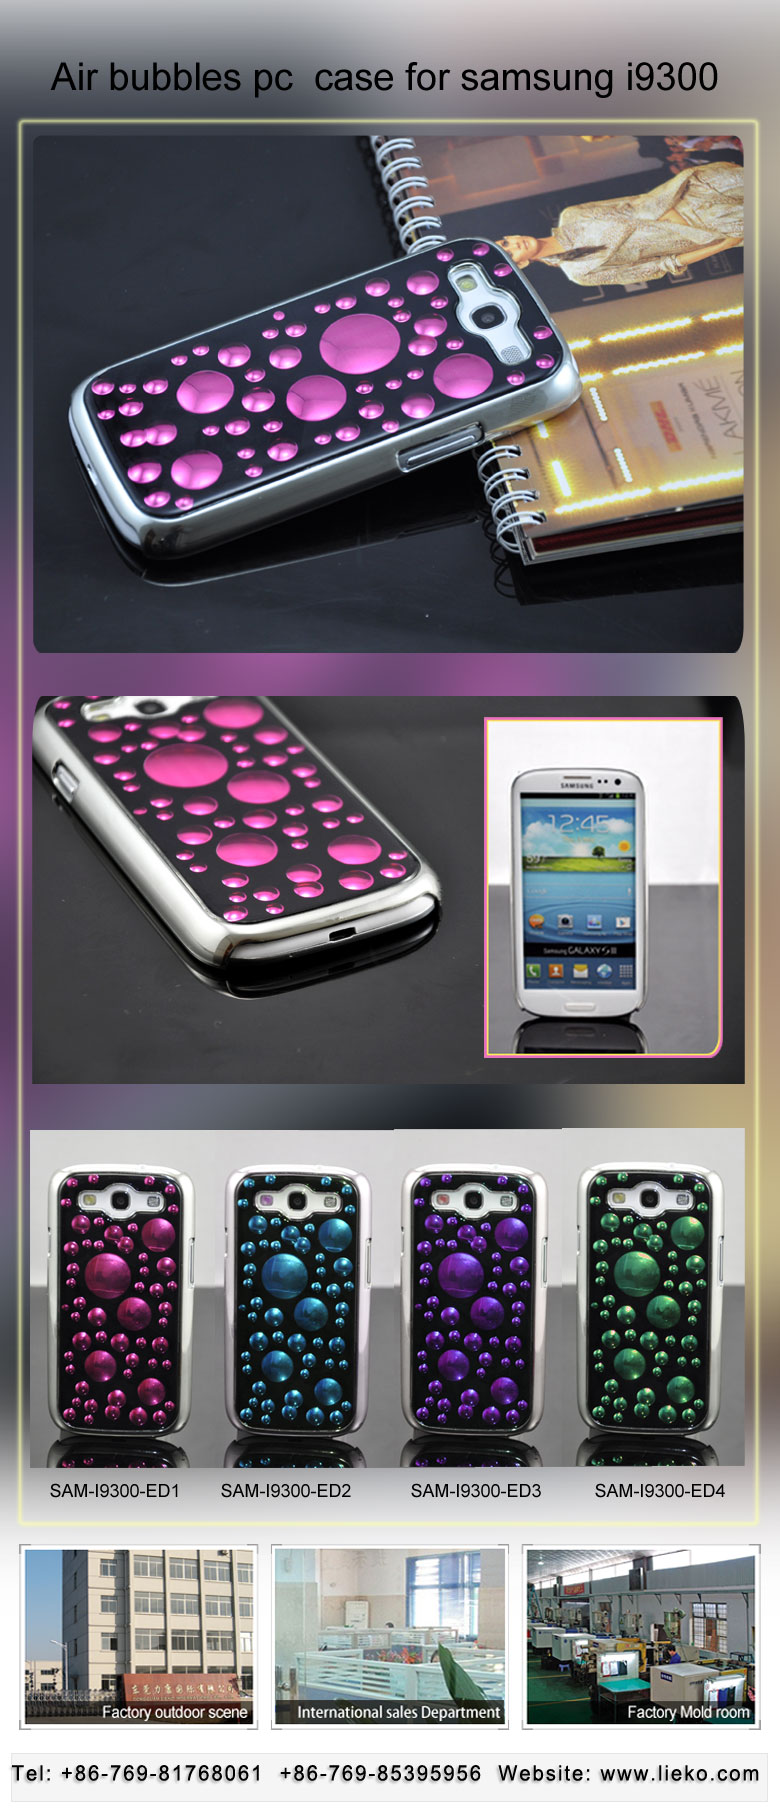 Air bubbles pc case for samsung i9300
LAKMÉ
SAMSUNG
12:45
Samsung GALAXY S III
SAM-I9300-ED1
SAM-I9300-ED2
SAM-I9300-ED3
SAM-I9300-ED4
Factory outdoor scene
International sales Department
Factory Mold room
Tel: +86-769-81768061 +86-769-85395956 Website: www.lieko.com